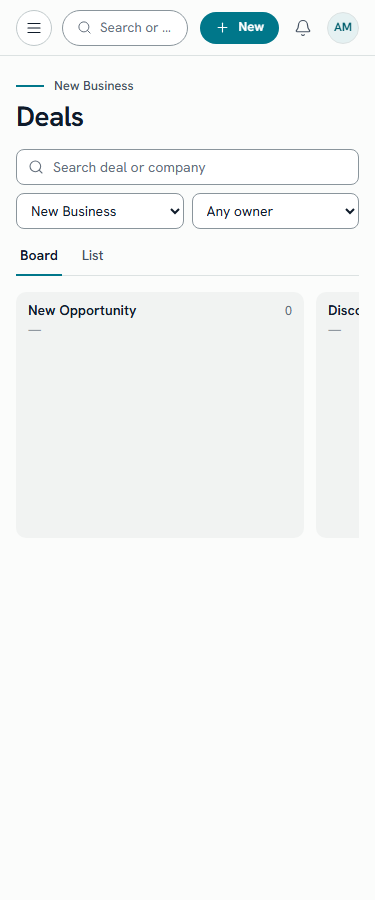 Search or ...
New
AM
New Business
Deals
Search deal or company
New Business
Any owner
Board
List
New Opportunity
0
—
Disco
—